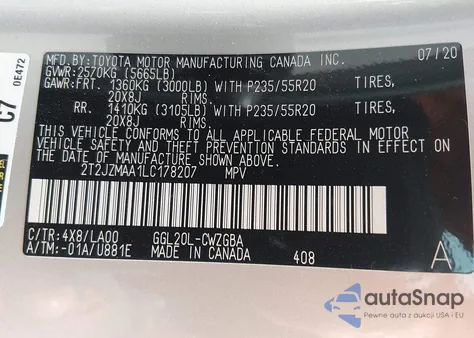 MFD. BY:TOYOTA MOTOR MANUFACTURING CANADA INC. 07/20
GVWR:2570KG (5665LB)
GAWR:FRT. 1360KG (3000LB) WITH P235/55R20 TIRES,
20X8J RIMS.
RR. 1410KG (3105LB) WITH P235/55R20 TIRES,
20X8J RIMS.
THIS VEHICLE CONFORMS TO ALL APPLICABLE FEDERAL MOTOR
VEHICLE SAFETY AND THEFT PREVENTION STANDARDS IN EFFECT ON
THE DATE OF MANUFACTURE SHOWN ABOVE.
2T2JZMAA1LC178207 MPV
C/TR:4X8/LA00 GGL20L-CWZGBA
A/TM:-01A/U881E MADE IN CANADA 408
A
C7
0E472
autoSnap
Pewne auta z aukcji USA i EU